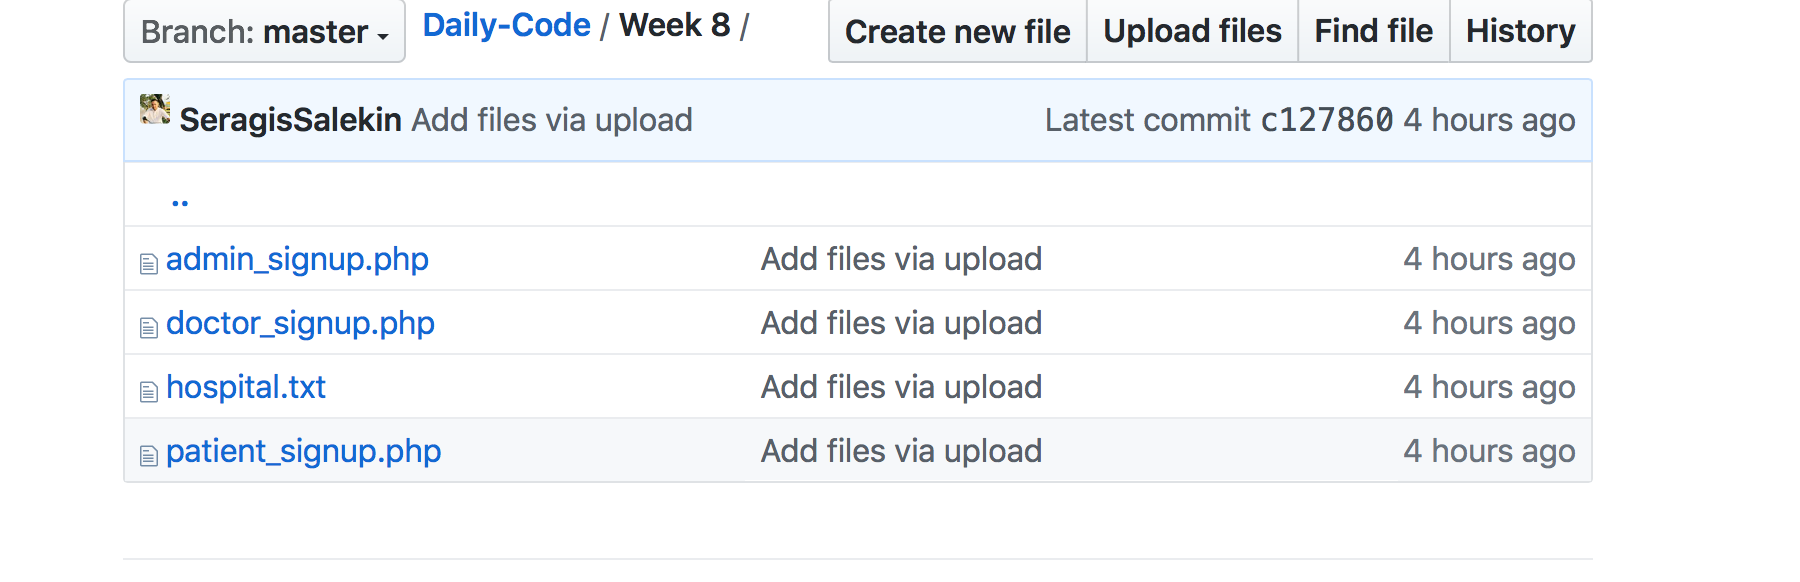 Branch: master Daily-Code / Week 8 / Create new file Upload files Find file History
SeragisSalekin Add files via upload Latest commit c127860 4 hours ago
..
admin_signup.php Add files via upload 4 hours ago
doctor_signup.php Add files via upload 4 hours ago
hospital.txt Add files via upload 4 hours ago
patient_signup.php Add files via upload 4 hours ago